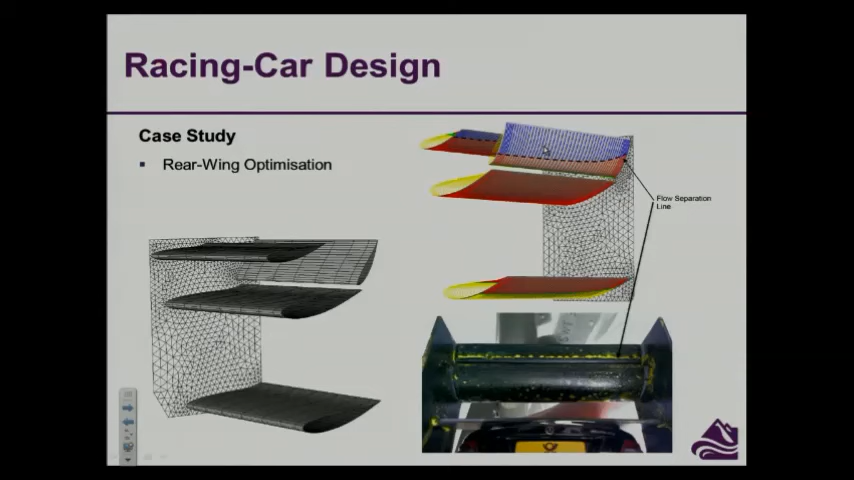 Racing-Car Design
Case Study
Rear-Wing Optimisation
Flow Separation
Line